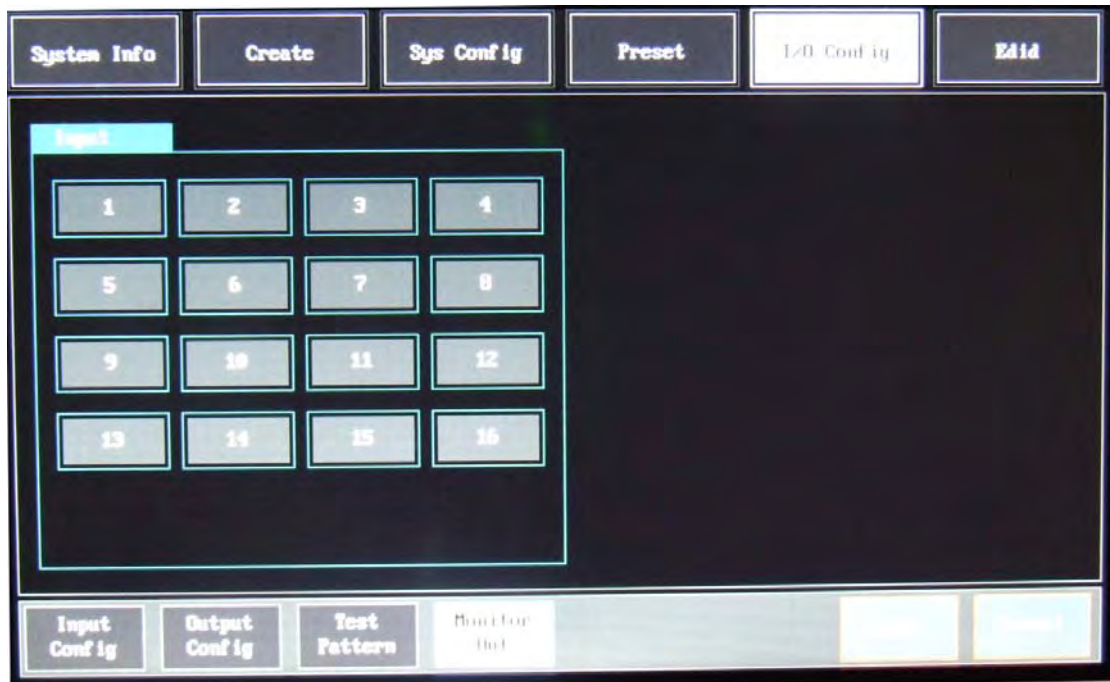 System Info
Create
Sys Config
Preset
I/O Config
Edid
Input
1
2
3
4
5
6
7
8
9
10
11
12
13
14
15
16
Input
Config
Output
Config
Test
Pattern
Monitor
Out